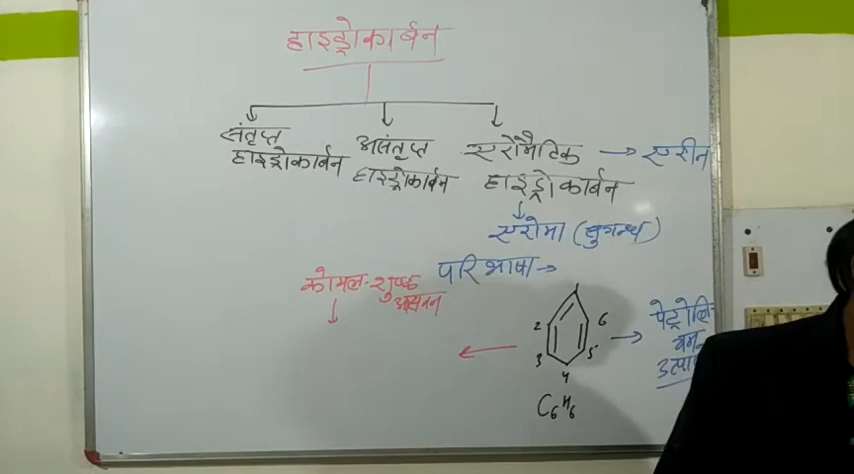 हाइड्रोकार्बन
संतृप्त हाइड्रोकार्बन
असंतृप्त हाइड्रोकार्बन
एरोमैटिक → एरीन
हाइड्रोकार्बन
एरोमा (सुगन्ध)
परिभाषा →
कोमल शुष्क आसवन
2
3
4
5
6
C6H6
पेट्रोलि-
यम